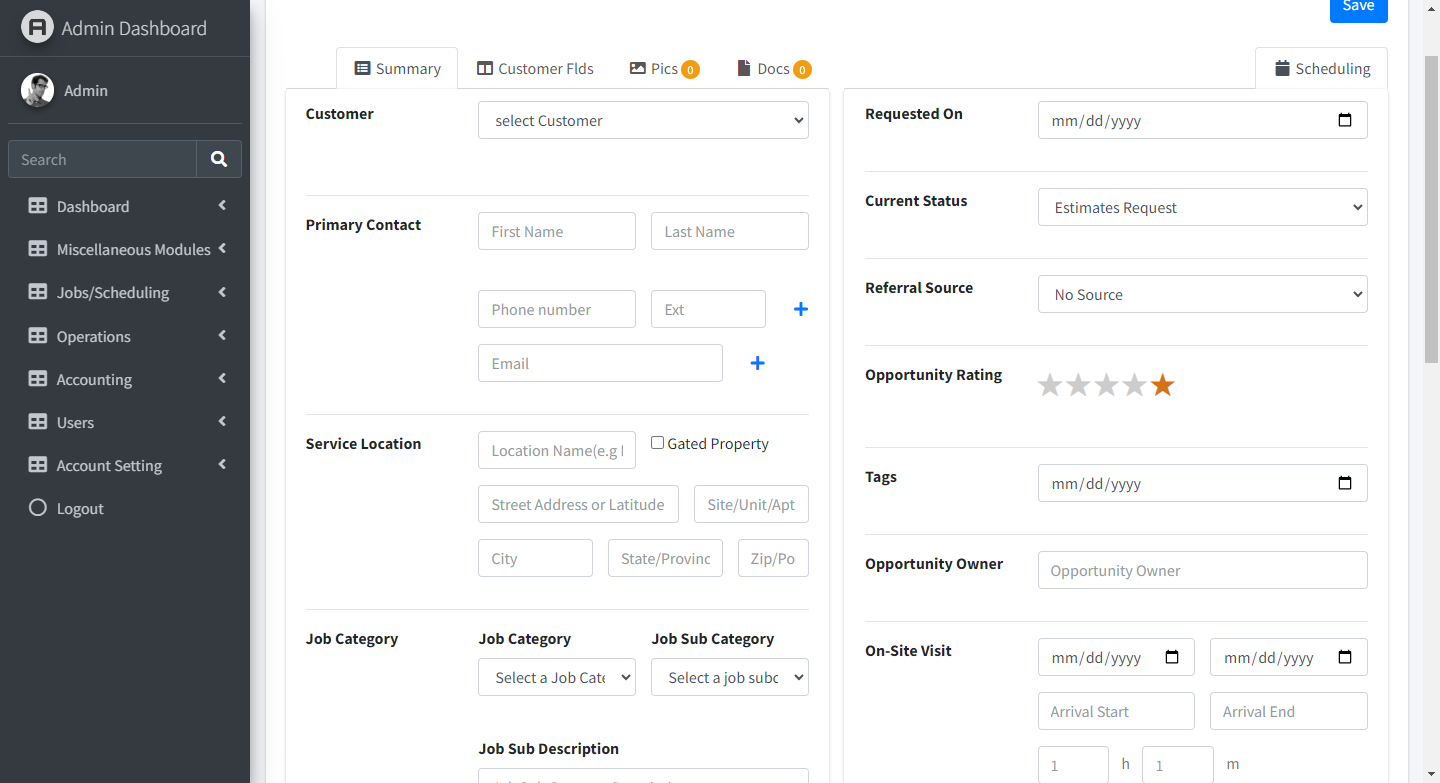 Admin Dashboard
Admin
Search
Dashboard
Miscellaneous Modules
Jobs/Scheduling
Operations
Accounting
Users
Account Setting
Logout
Save
Summary
Customer Flds
Pics 0
Docs 0
Scheduling
Customer
select Customer
Primary Contact
First Name
Last Name
Phone number
Ext
Email
Service Location
Location Name(e.g
Gated Property
Street Address or Latitude
Site/Unit/Apt
City
State/Provinc
Zip/Po
Job Category
Job Category
Job Sub Category
Select a Job Cate
Select a job subc
Job Sub Description
Requested On
mm/dd/yyyy
Current Status
Estimates Request
Referral Source
No Source
Opportunity Rating
Tags
mm/dd/yyyy
Opportunity Owner
Opportunity Owner
On-Site Visit
mm/dd/yyyy
mm/dd/yyyy
Arrival Start
Arrival End
1 h 1 m